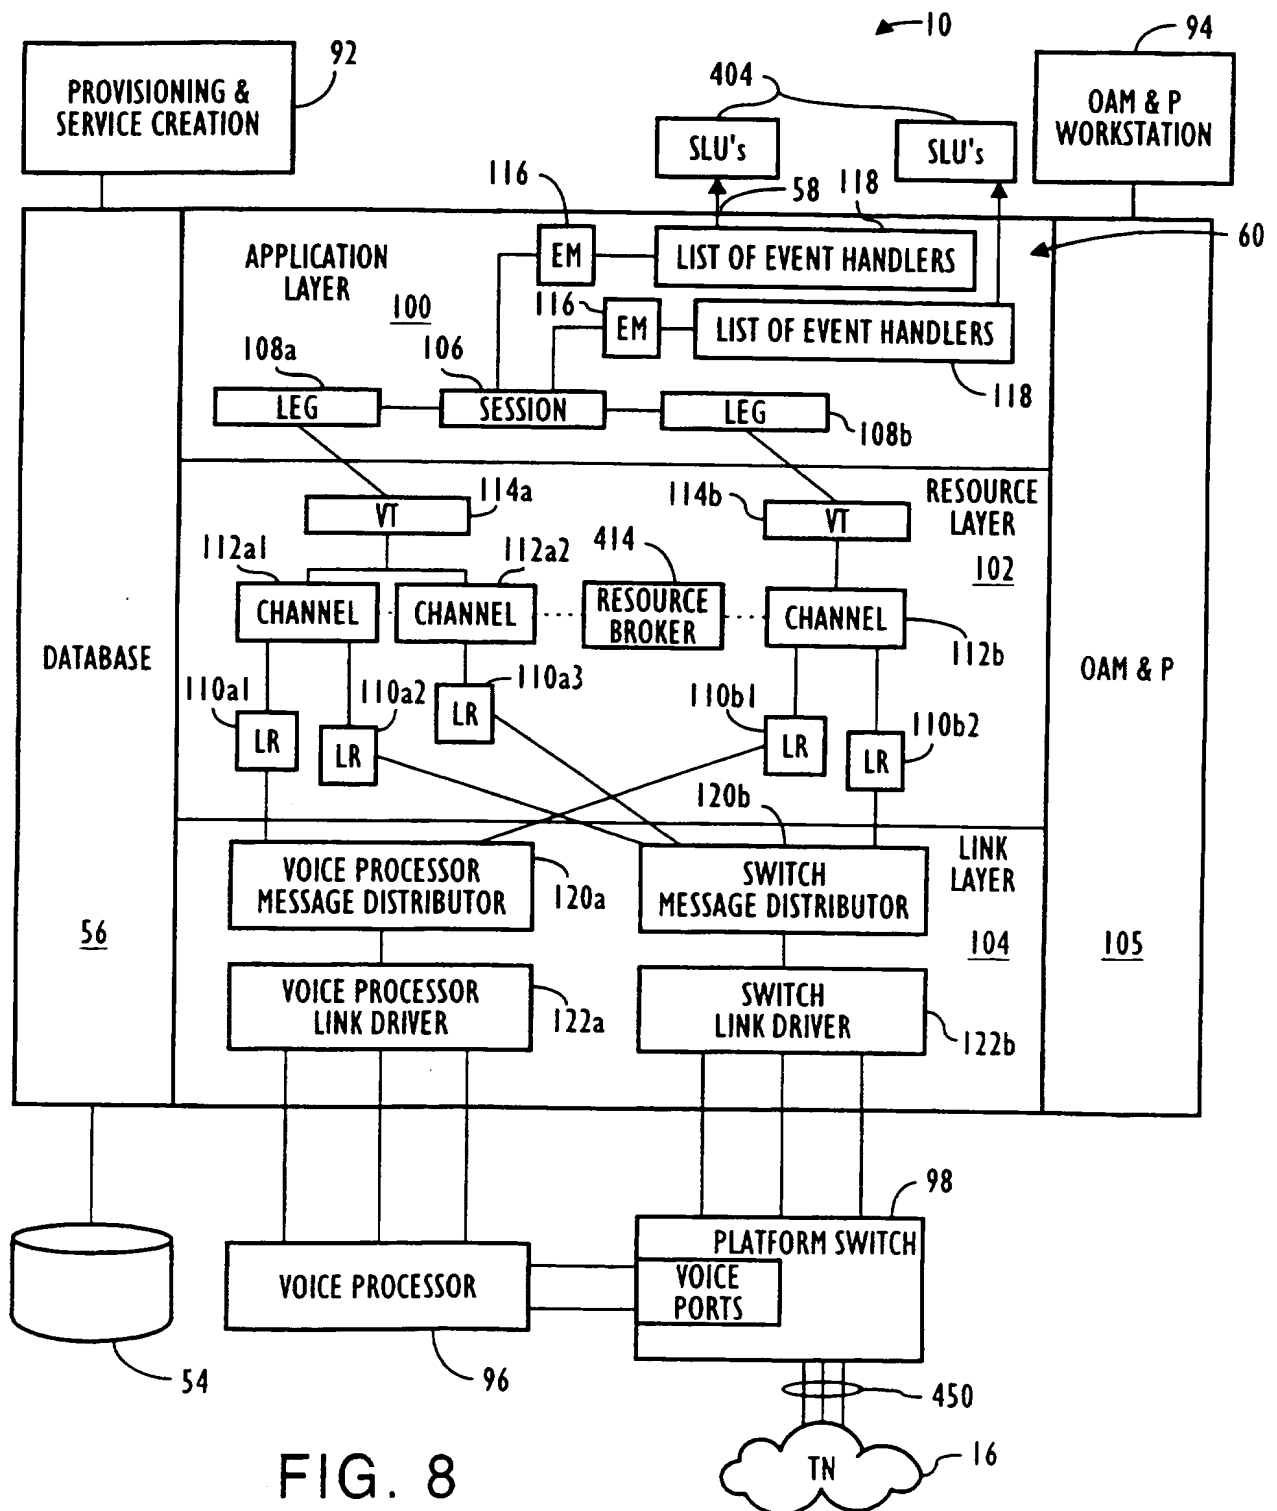 10
92
94
404
PROVISIONING &
SERVICE CREATION
OAM & P
WORKSTATION
SLU's
SLU's
116
58
118
60
APPLICATION
LAYER
100
EM
LIST OF EVENT HANDLERS
116
EM
LIST OF EVENT HANDLERS
118
108a
106
LEG
SESSION
LEG
108b
114a
114b
RESOURCE
LAYER
102
VT
VT
112a1
112a2
414
CHANNEL
CHANNEL
RESOURCE
BROKER
CHANNEL
112b
DATABASE
OAM & P
110a1
110a2
110a3
110b1
110b2
LR
LR
LR
LR
LR
120b
LINK
LAYER
VOICE PROCESSOR
MESSAGE DISTRIBUTOR
120a
SWITCH
MESSAGE DISTRIBUTOR
56
104
105
VOICE PROCESSOR
LINK DRIVER
122a
SWITCH
LINK DRIVER
122b
98
PLATFORM SWITCH
VOICE PROCESSOR
VOICE
PORTS
54
96
450
TN
16
FIG. 8